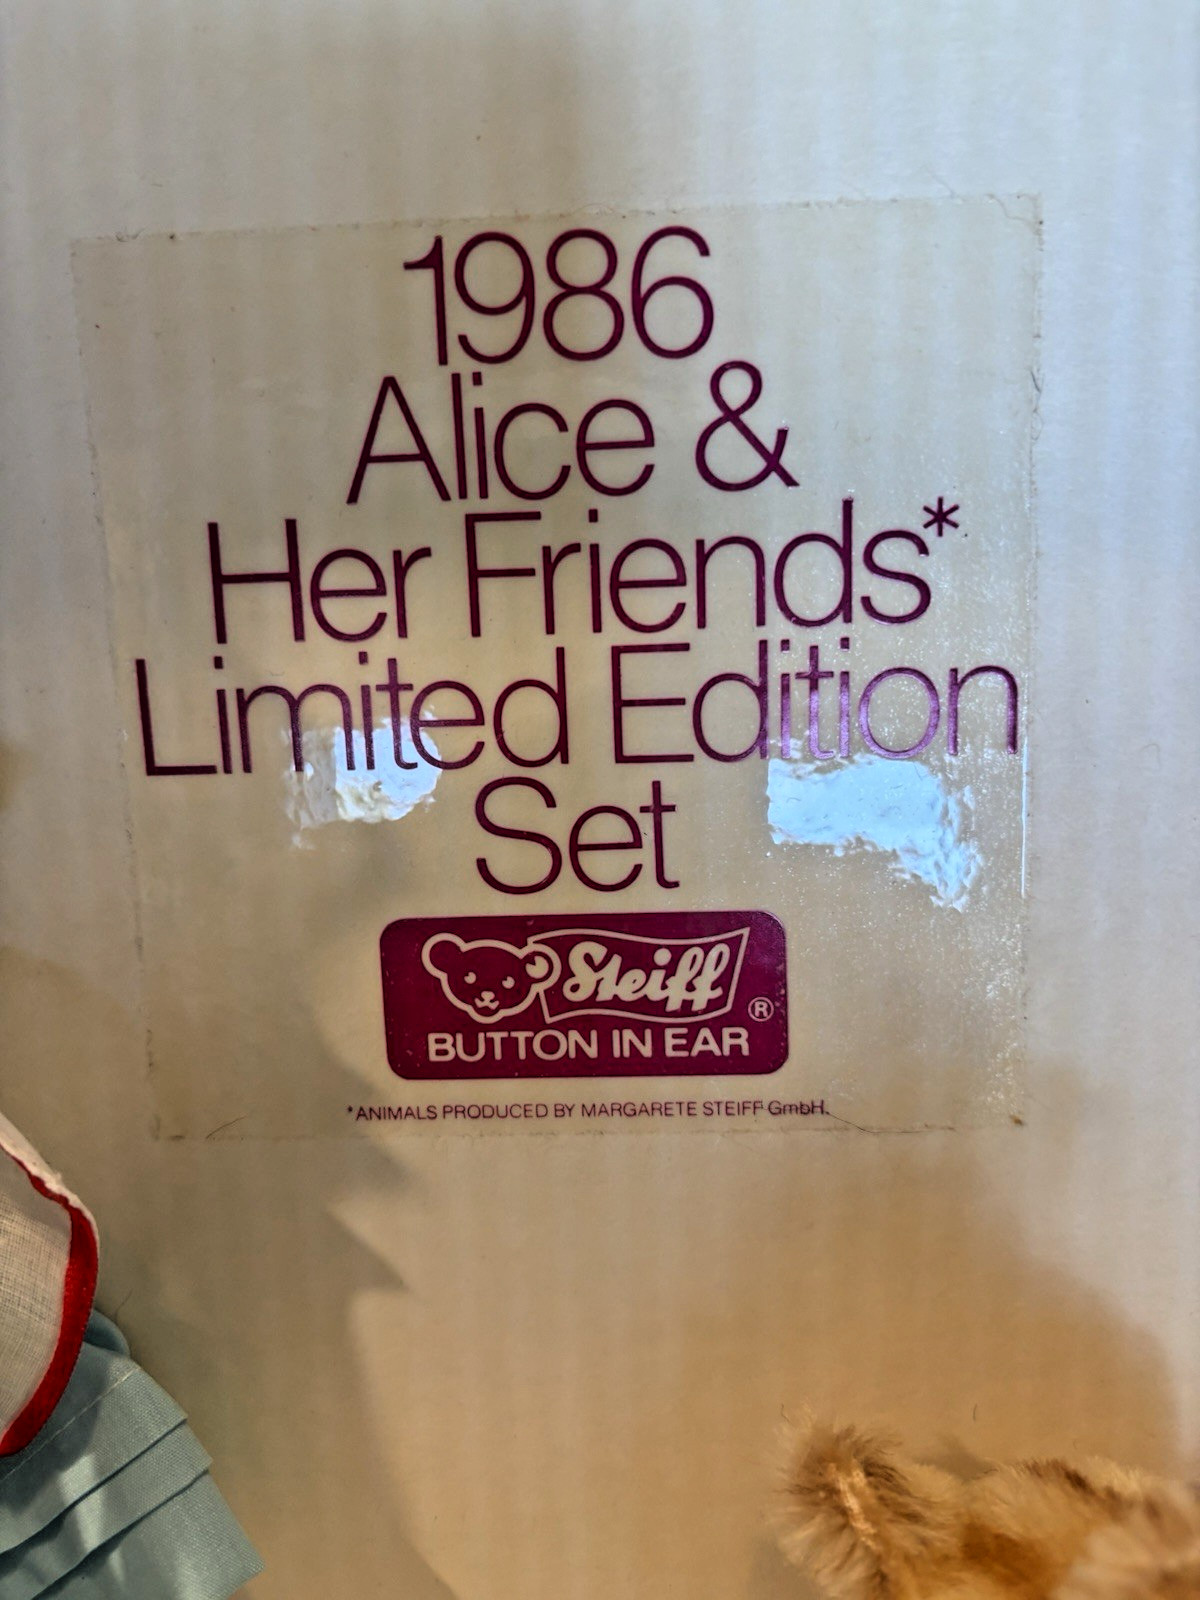 1986
Alice &
Her Friends*
Limited Edition
Set
Steiff
®
BUTTON IN EAR
*ANIMALS PRODUCED BY MARGARETE STEIFF GmbH.